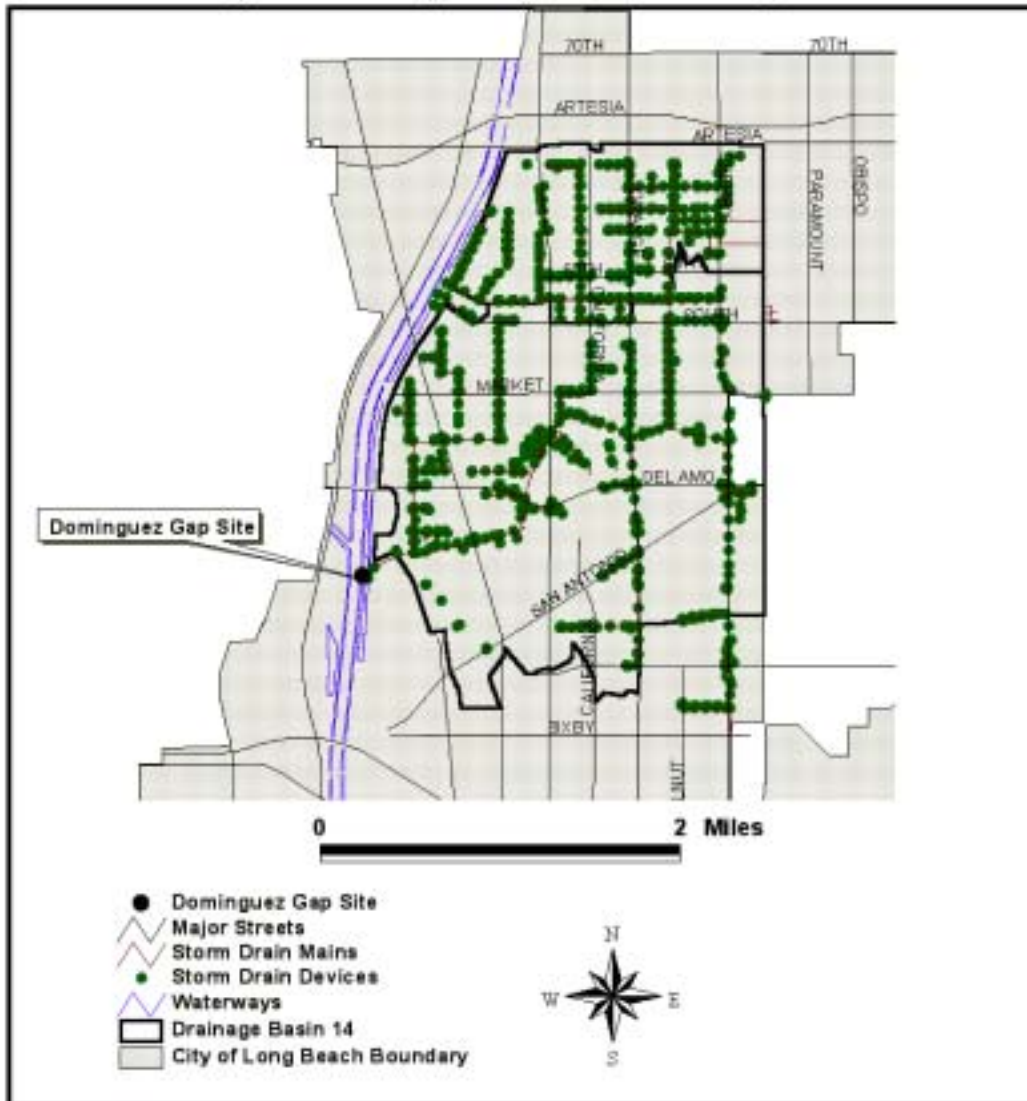 70TH
70TH
ARTESIA
ARTESIA
PARAMOUNT
OBISPO
SOUTH
MARKET
DEL AMO
Dominguez Gap Site
SAN ANTONIO
BIXBY
LNUT
0
2 Miles
Dominguez Gap Site
Major Streets
Storm Drain Mains
Storm Drain Devices
Waterways
Drainage Basin 14
City of Long Beach Boundary
N
W
E
S